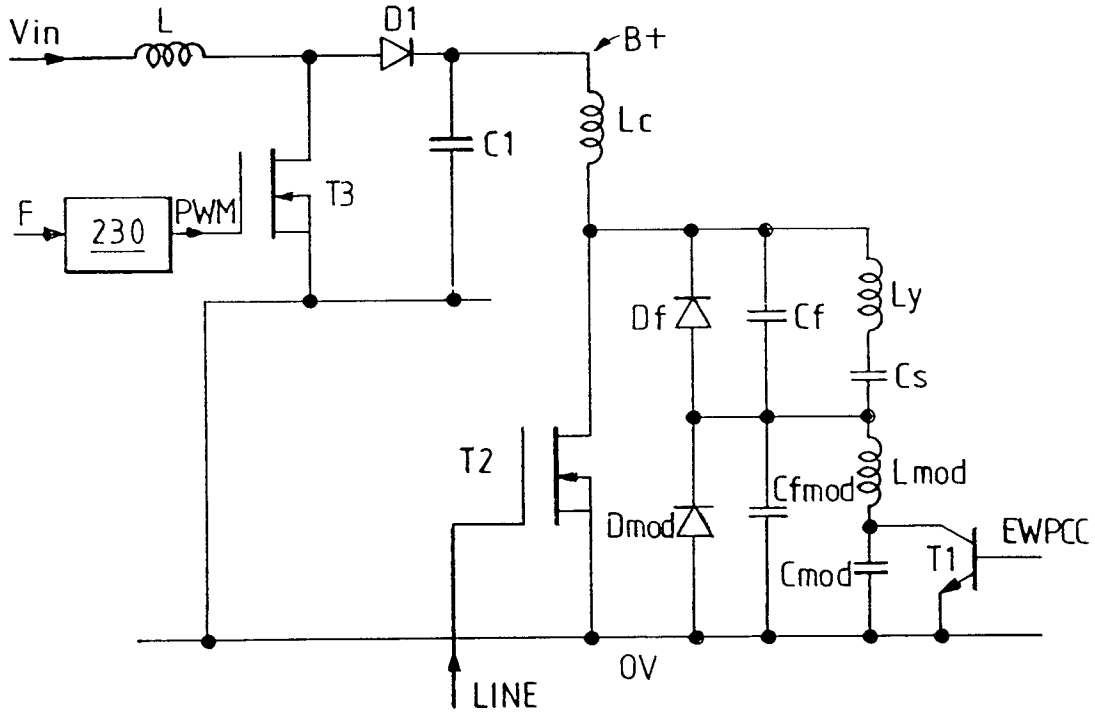 Vin
L
D1
B+
Lc
C1
T3
F
230
PWM
Df
Cf
Ly
Cs
T2
Lmod
Cfmod
Dmod
EWPCC
T1
Cmod
0V
LINE